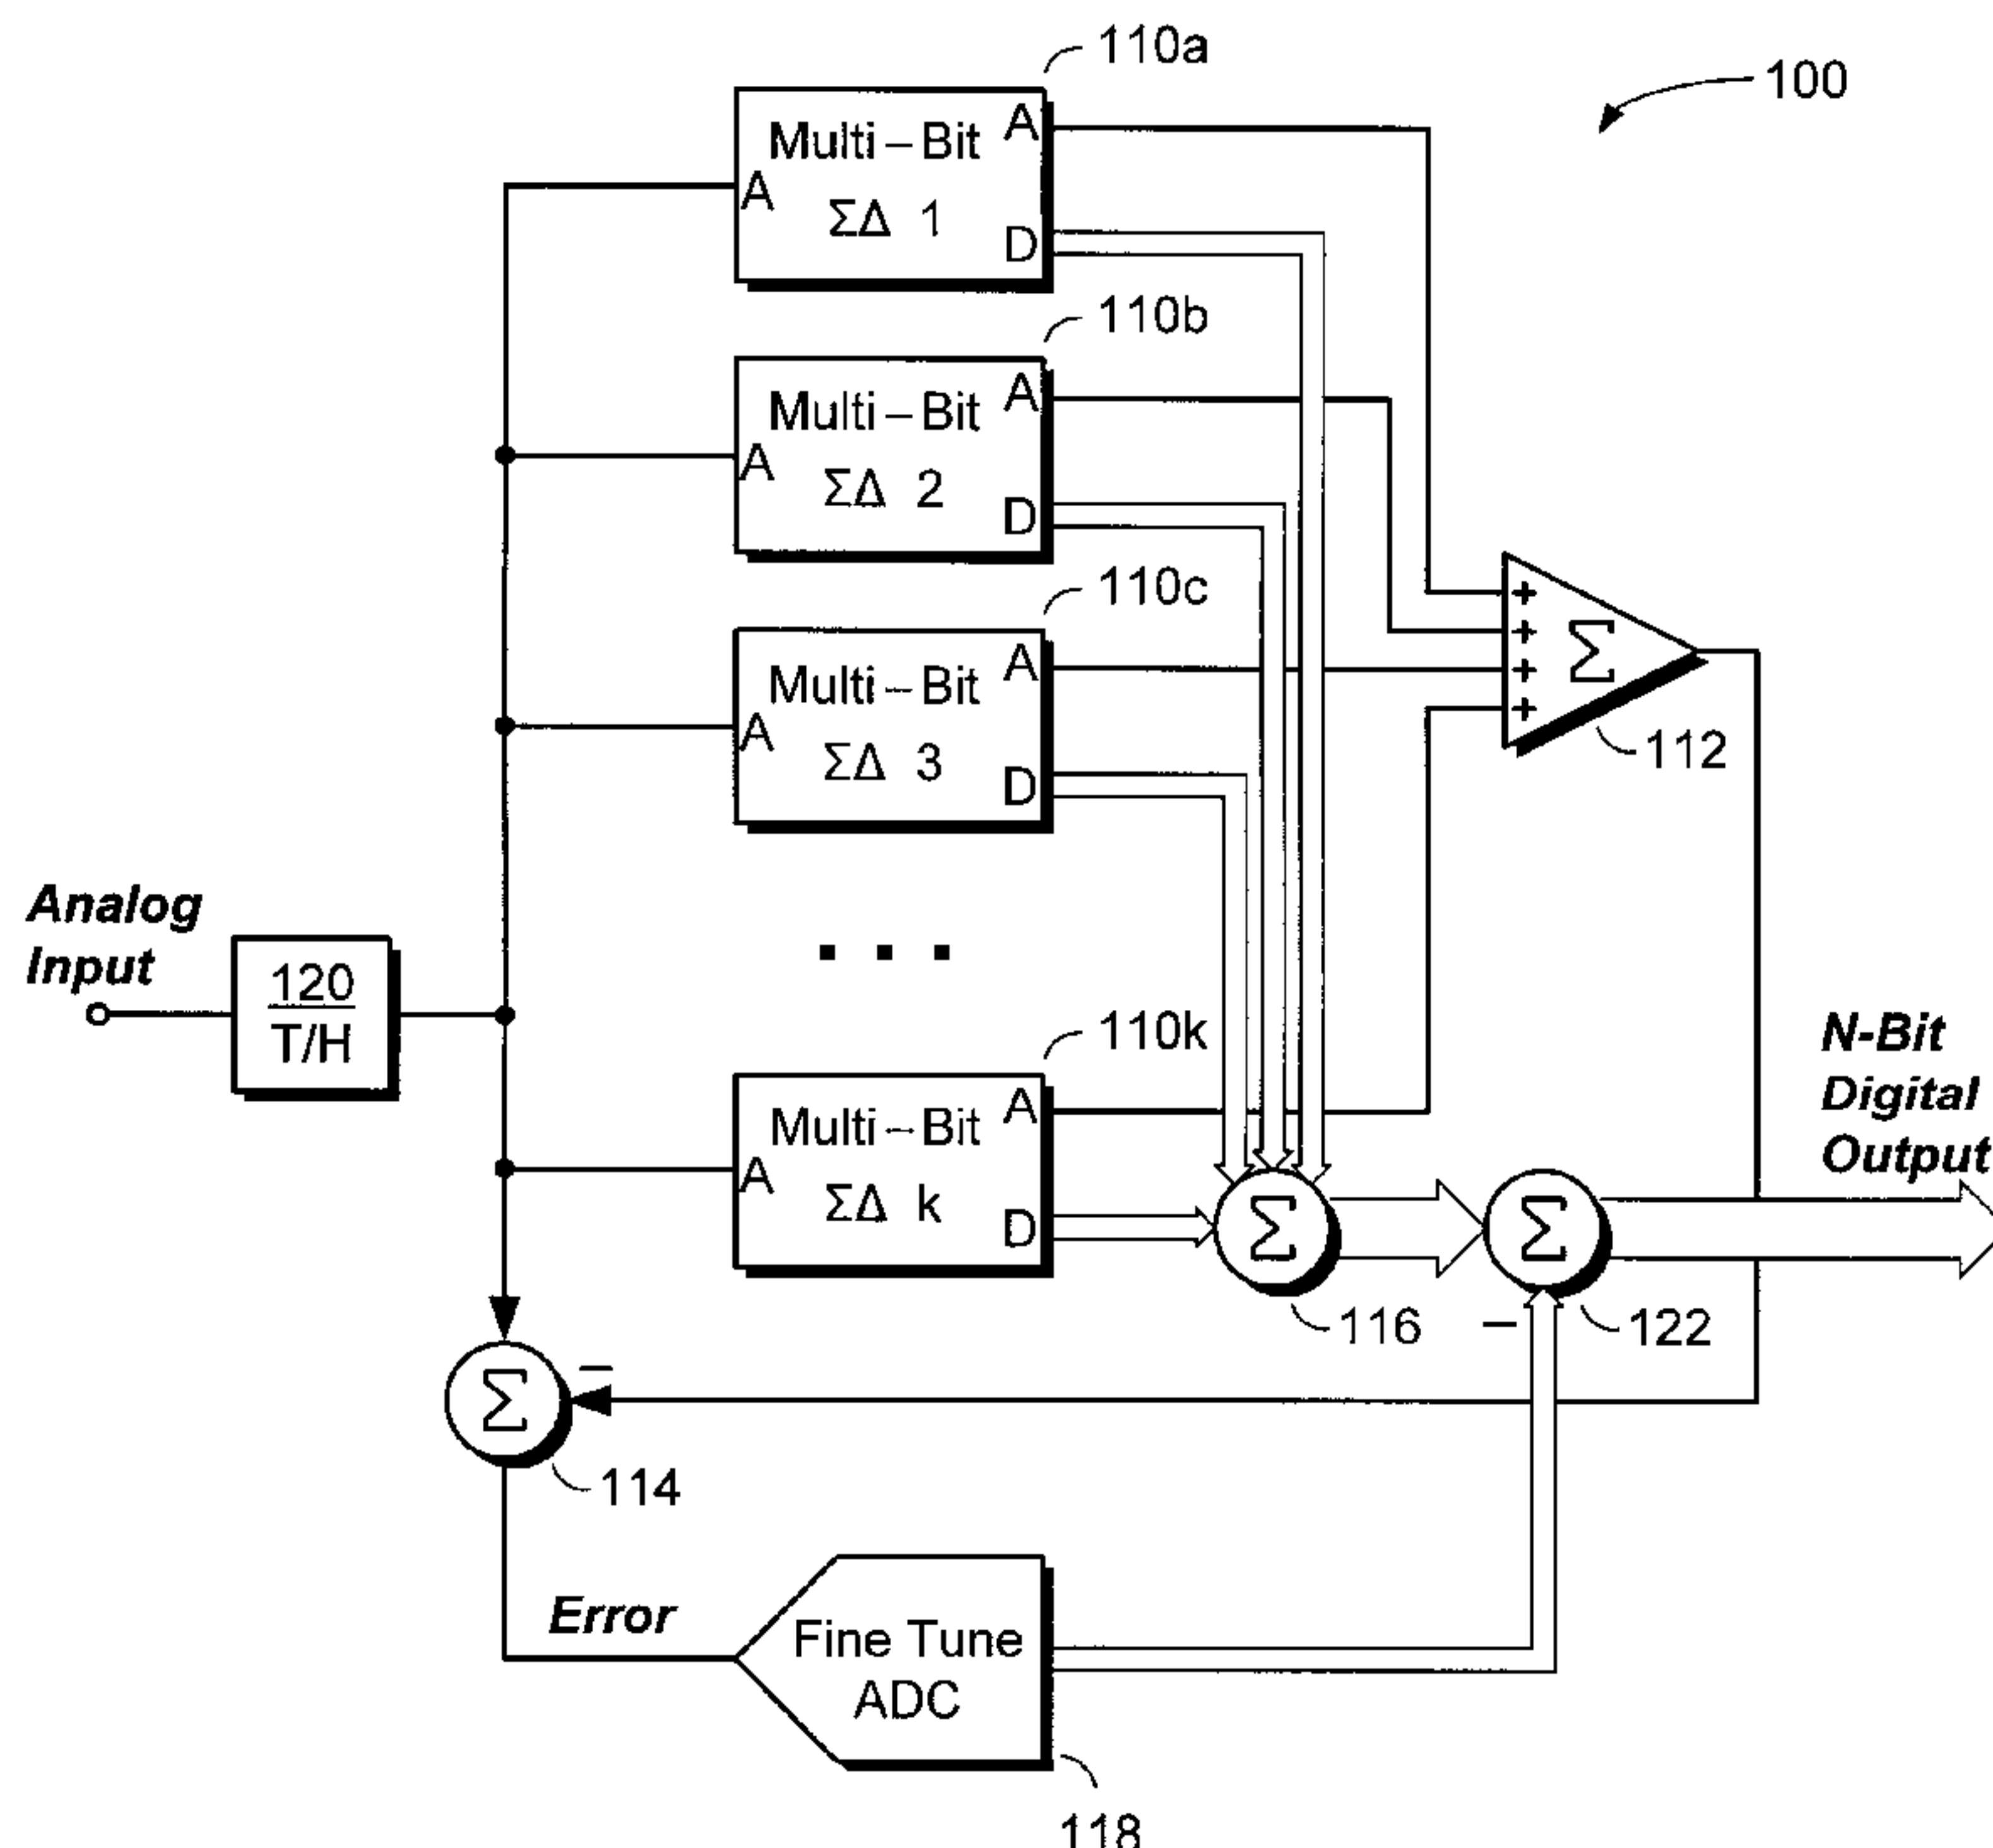 110a
100
Multi–Bit
ΣΔ 1
A
A
D
110b
Multi–Bit
ΣΔ 2
A
A
D
110c
Multi–Bit
ΣΔ 3
A
A
D
+
+
+
+
Σ
112
Analog
Input
120
T/H
. . .
110k
Multi–Bit
ΣΔ k
A
A
D
N-Bit
Digital
Output
Σ
116
Σ
122
–
Σ
–
114
Error
Fine Tune
ADC
118